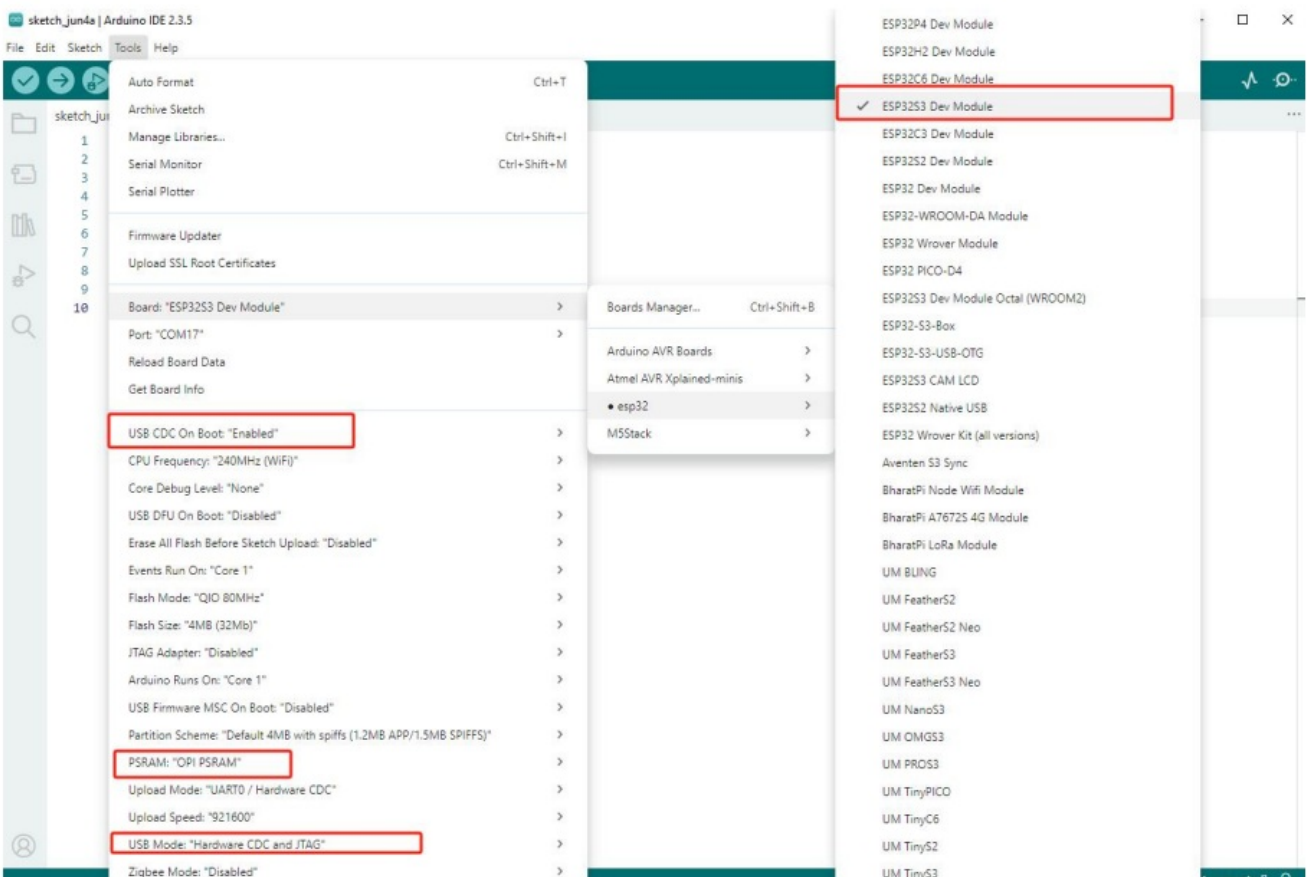 sketch_jun4a | Arduino IDE 2.3.5
File Edit Sketch Tools Help
sketch_jun
1
2
3
4
5
6
7
8
9
10
Auto Format Ctrl+T
Archive Sketch
Manage Libraries... Ctrl+Shift+I
Serial Monitor Ctrl+Shift+M
Serial Plotter
Firmware Updater
Upload SSL Root Certificates
Board: "ESP32S3 Dev Module"
Port: "COM17"
Reload Board Data
Get Board Info
USB CDC On Boot: "Enabled"
CPU Frequency: "240MHz (WiFi)"
Core Debug Level: "None"
USB DFU On Boot: "Disabled"
Erase All Flash Before Sketch Upload: "Disabled"
Events Run On: "Core 1"
Flash Mode: "QIO 80MHz"
Flash Size: "4MB (32Mb)"
JTAG Adapter: "Disabled"
Arduino Runs On: "Core 1"
USB Firmware MSC On Boot: "Disabled"
Partition Scheme: "Default 4MB with spiffs (1.2MB APP/1.5MB SPIFFS)"
PSRAM: "OPI PSRAM"
Upload Mode: "UART0 / Hardware CDC"
Upload Speed: "921600"
USB Mode: "Hardware CDC and JTAG"
Zigbee Mode: "Disabled"
Boards Manager... Ctrl+Shift+B
Arduino AVR Boards
Atmel AVR Xplained-minis
esp32
M5Stack
ESP32P4 Dev Module
ESP32H2 Dev Module
ESP32C6 Dev Module
ESP32S3 Dev Module
ESP32C3 Dev Module
ESP32S2 Dev Module
ESP32 Dev Module
ESP32-WROOM-DA Module
ESP32 Wrover Module
ESP32 PICO-D4
ESP32S3 Dev Module Octal (WROOM2)
ESP32-S3-Box
ESP32-S3-USB-OTG
ESP32S3 CAM LCD
ESP32S2 Native USB
ESP32 Wrover Kit (all versions)
Aventen S3 Sync
BharatPi Node Wifi Module
BharatPi A7672S 4G Module
BharatPi LoRa Module
UM BLING
UM FeatherS2
UM FeatherS2 Neo
UM FeatherS3
UM FeatherS3 Neo
UM NanoS3
UM OMGS3
UM PROS3
UM TinyPICO
UM TinyC6
UM TinyS2
UM TinyS3